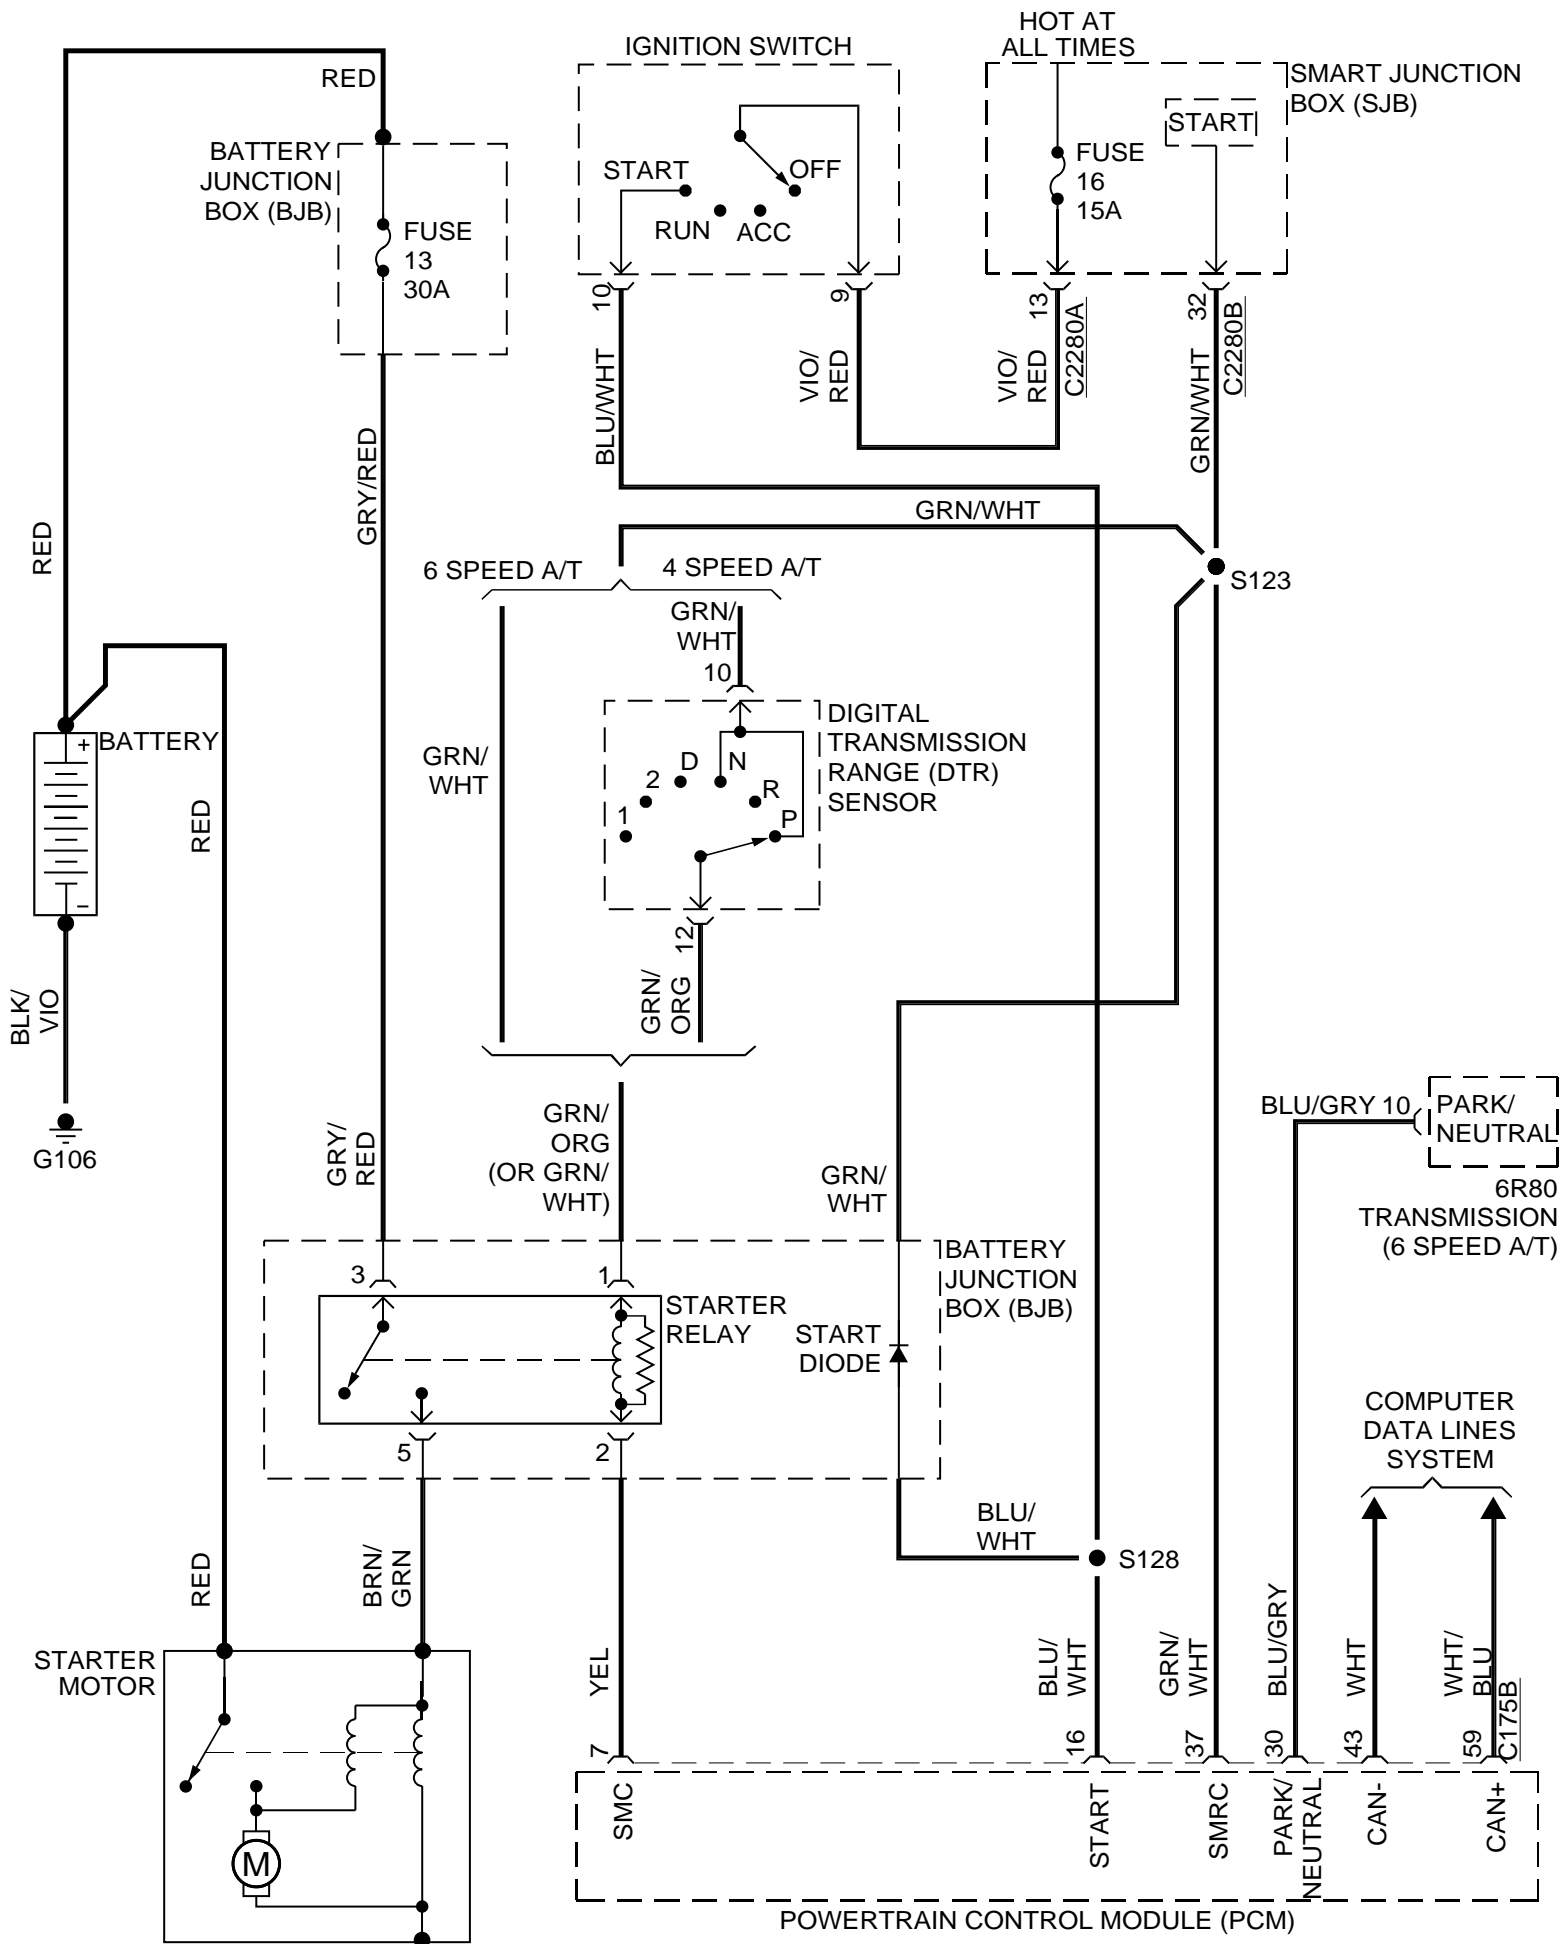 HOT AT
ALL TIMES
IGNITION SWITCH
SMART JUNCTION
BOX (SJB)
RED
START
BATTERY
JUNCTION
BOX (BJB)
FUSE
13
30A
START
OFF
RUN
ACC
FUSE
16
15A
10
9
13
C2280A
32
C2280B
BLU/WHT
VIO/
RED
VIO/
RED
GRN/WHT
GRY/RED
RED
GRN/WHT
6 SPEED A/T
4 SPEED A/T
S123
GRN/
WHT
10
DIGITAL
TRANSMISSION
RANGE (DTR)
SENSOR
+
BATTERY
−
GRN/
WHT
RED
D
N
2
R
1
P
12
GRN/
ORG
BLK/
VIO
G106
GRY/
RED
GRN/
ORG
(OR GRN/
WHT)
GRN/
WHT
BLU/GRY 10
PARK/
NEUTRAL
6R80
TRANSMISSION
(6 SPEED A/T)
BATTERY
JUNCTION
BOX (BJB)
3
1
STARTER
RELAY
START
DIODE
5
2
COMPUTER
DATA LINES
SYSTEM
BLU/
WHT
S128
RED
BRN/
GRN
YEL
BLU/
WHT
GRN/
WHT
BLU/GRY
WHT
WHT/
BLU
C175B
STARTER
MOTOR
7
16
37
30
43
59
SMC
START
SMRC
PARK/
NEUTRAL
CAN-
CAN+
M
POWERTRAIN CONTROL MODULE (PCM)